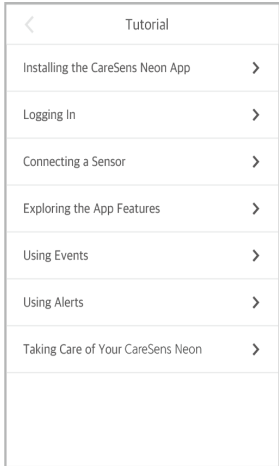 Tutorial
Installing the CareSens Neon App
Logging In
Connecting a Sensor
Exploring the App Features
Using Events
Using Alerts
Taking Care of Your CareSens Neon